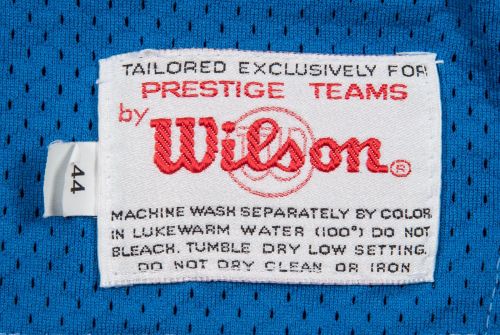 TAILORED EXCLUSIVELY FOR
PRESTIGE TEAMS
by
Wilson®
44
MACHINE WASH SEPARATELY BY COLOR
IN LUKEWARM WATER (100°) DO NOT
BLEACH. TUMBLE DRY LOW SETTING.
DO NOT DRY CLEAN OR IRON